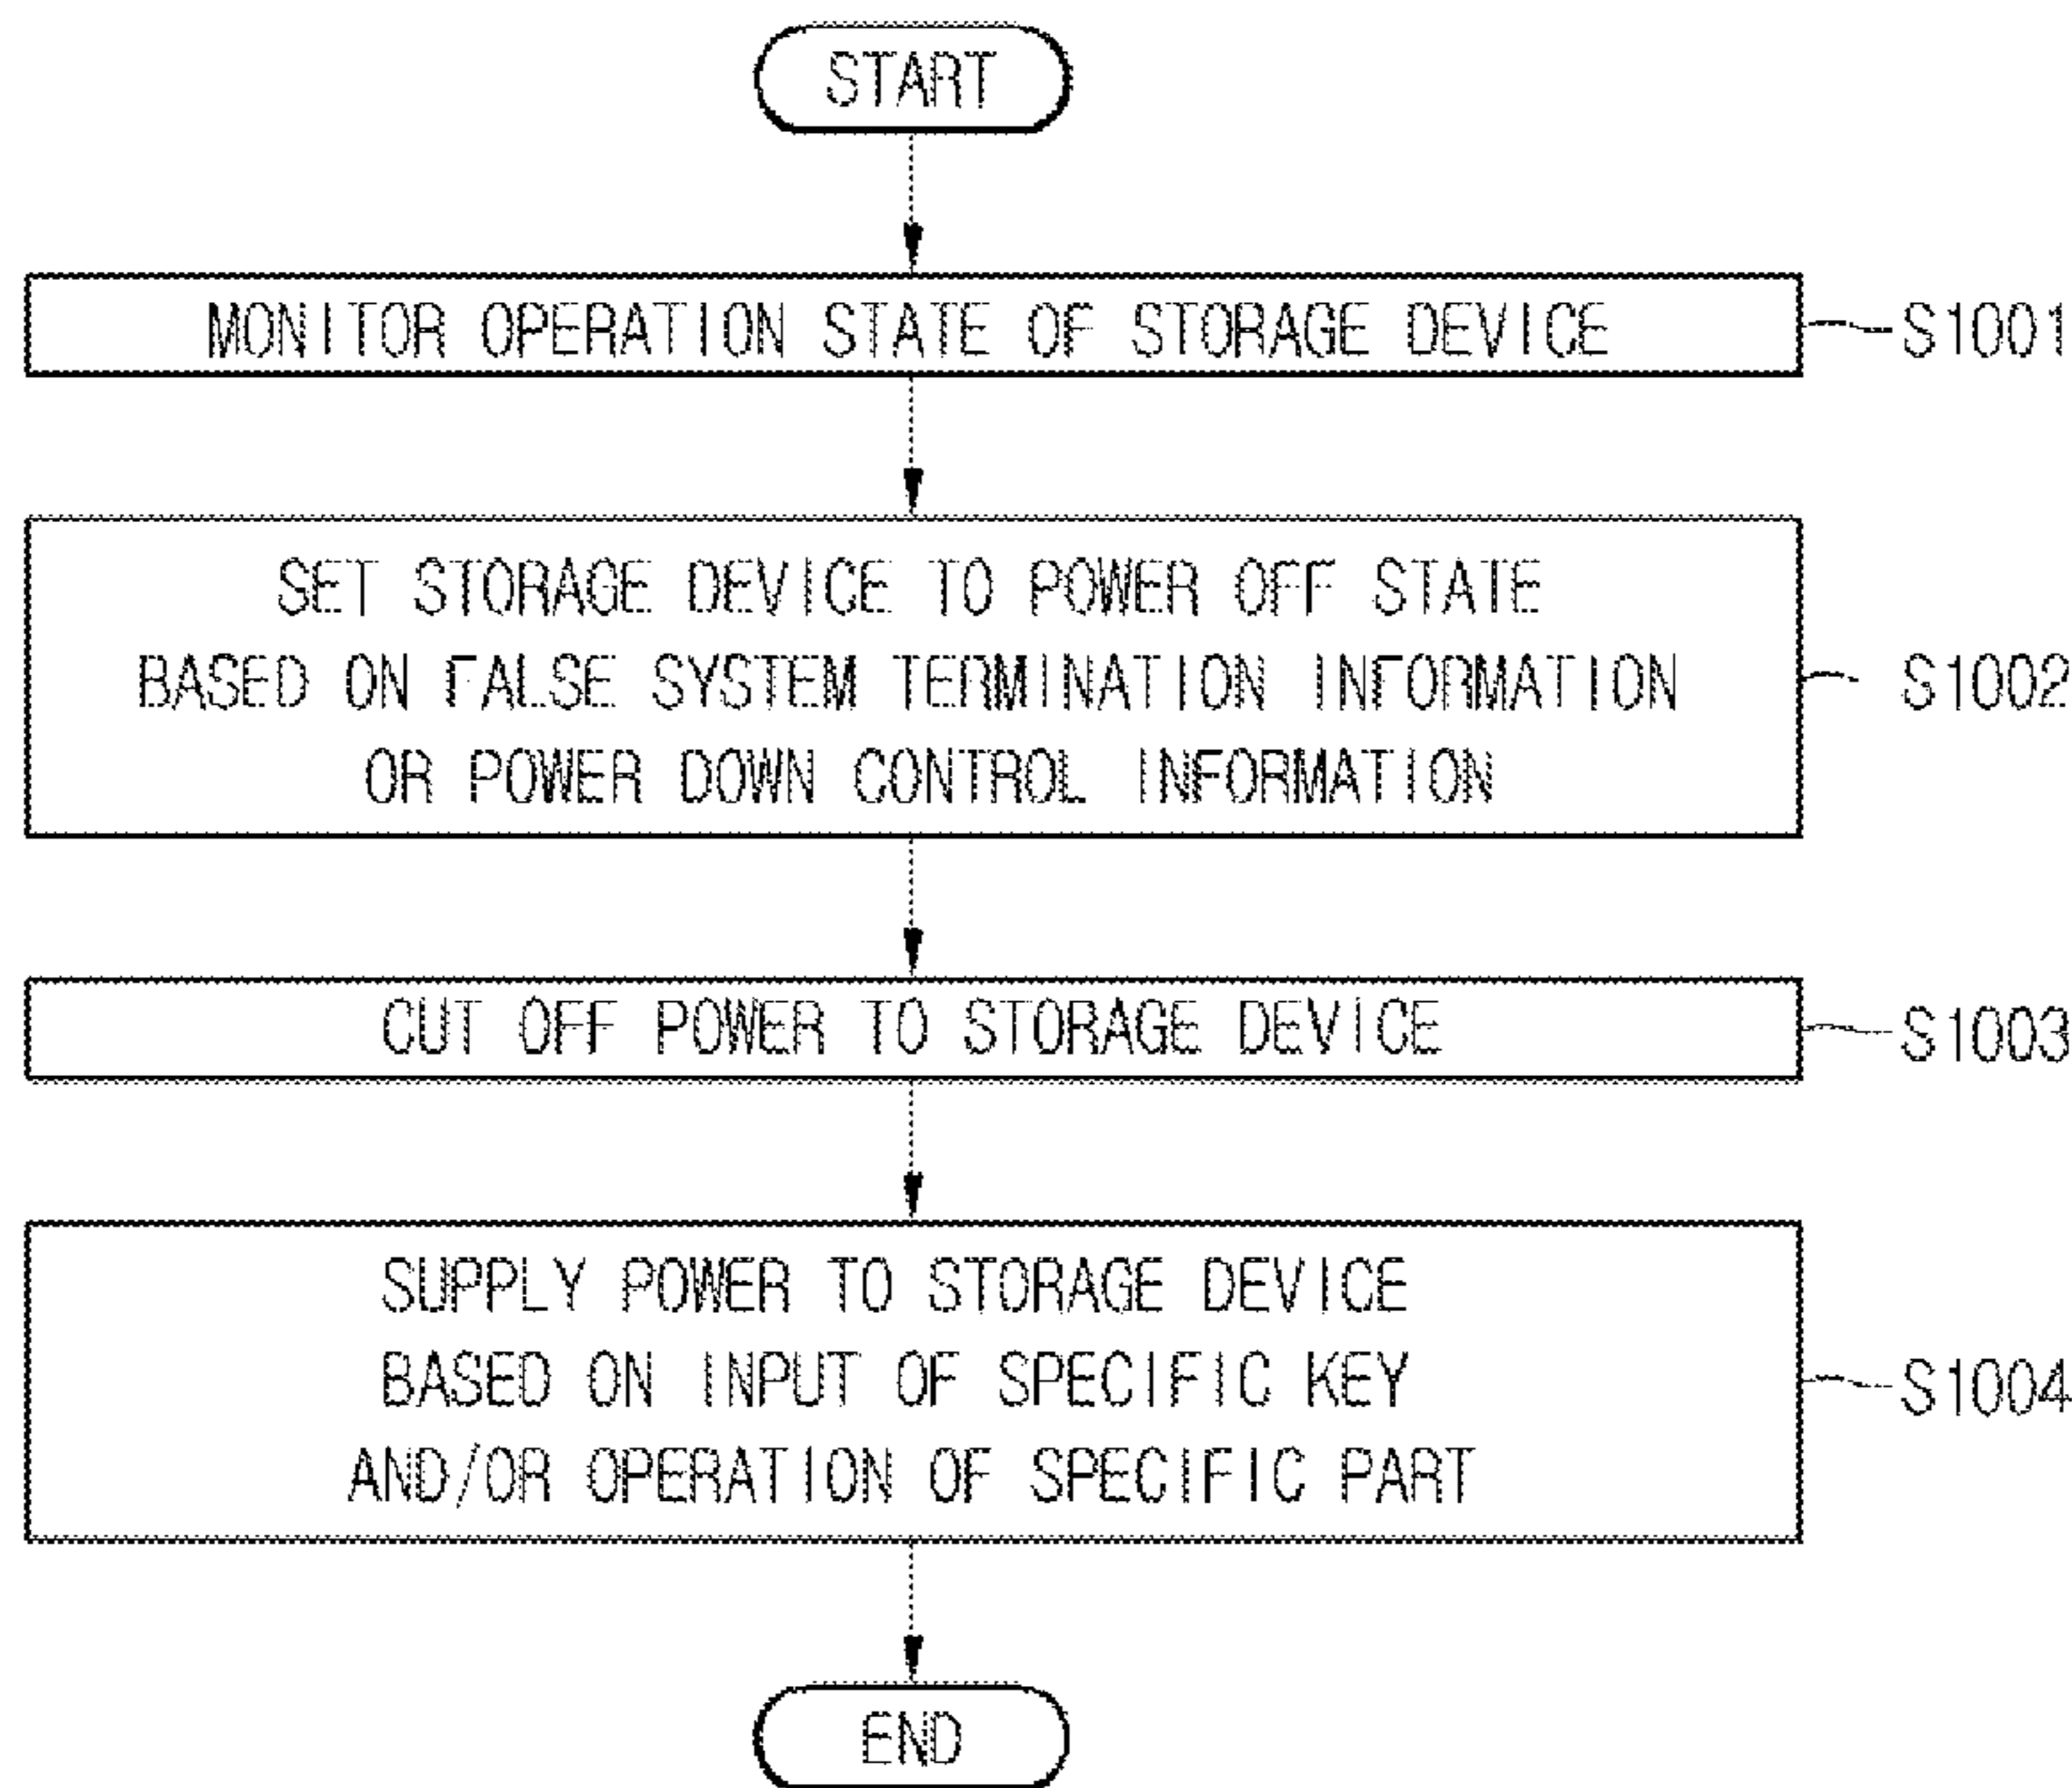 START
MONITOR OPERATION STATE OF STORAGE DEVICE
S1001
SET STORAGE DEVICE TO POWER OFF STATE
BASED ON FALSE SYSTEM TERMINATION INFORMATION
OR POWER DOWN CONTROL INFORMATION
S1002
CUT OFF POWER TO STORAGE DEVICE
S1003
SUPPLY POWER TO STORAGE DEVICE
BASED ON INPUT OF SPECIFIC KEY
AND/OR OPERATION OF SPECIFIC PART
S1004
END